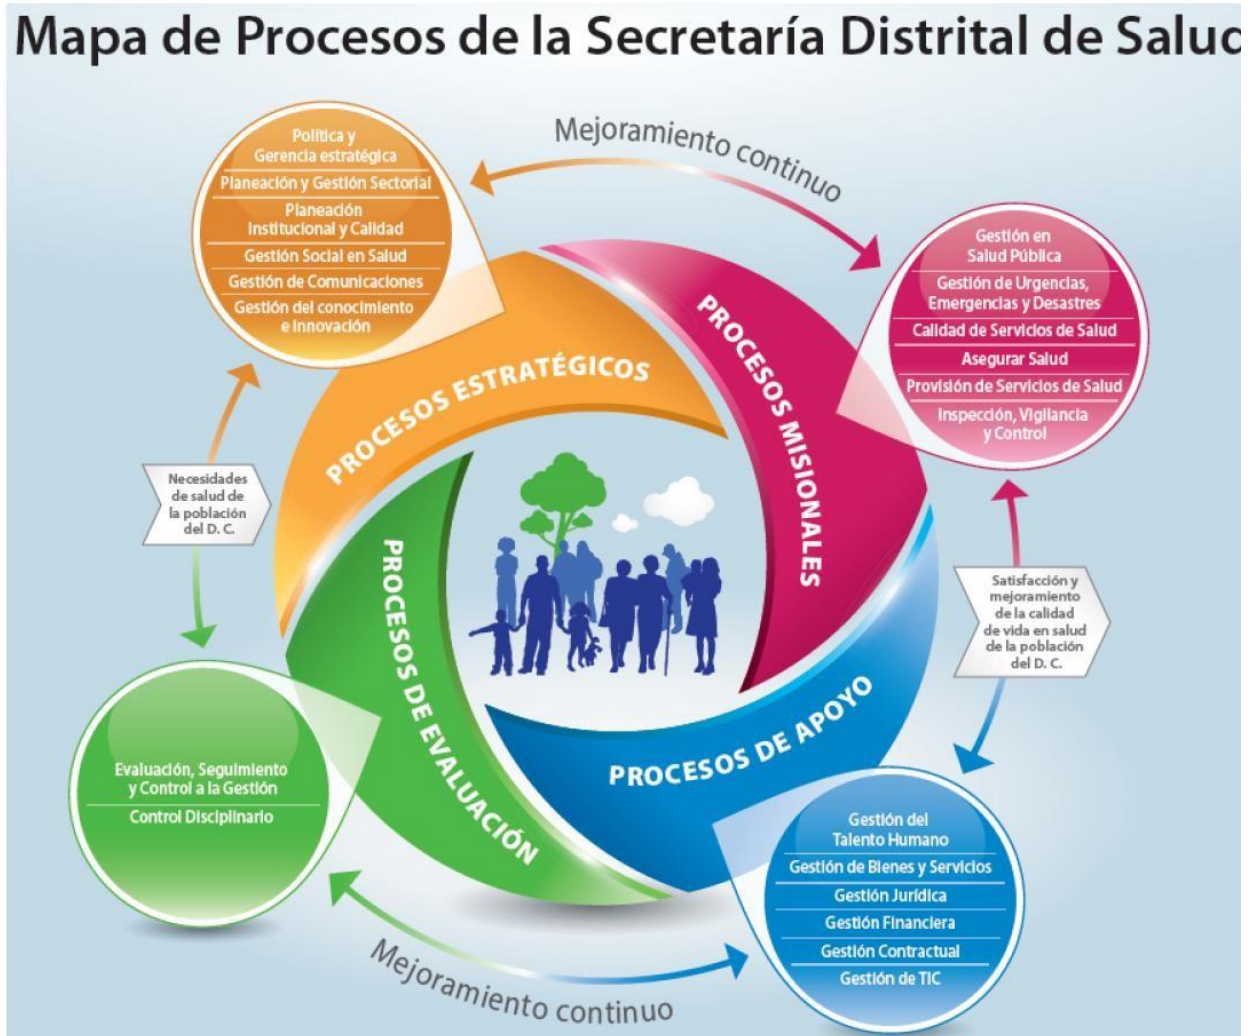 Mapa de Procesos de la Secretaría Distrital de Salud
Mejoramiento continuo
Política y
Gerencia estratégica
Planeación y Gestión Sectorial
Planeación
Institucional y Calidad
Gestión Social en Salud
Gestión de Comunicaciones
Gestión del conocimiento
e innovación
Gestión en
Salud Pública
Gestión de Urgencias,
Emergencias y Desastres
Calidad de Servicios de Salud
Asegurar Salud
Provisión de Servicios de Salud
Inspección, Vigilancia
y Control
PROCESOS ESTRATÉGICOS
PROCESOS MISIONALES
Necesidades
de salud de
la población
del D. C.
PROCESOS DE EVALUACIÓN
PROCESOS DE APOYO
Satisfacción y
mejoramiento
de la calidad
de vida en salud
de la población
del D. C.
Evaluación, Seguimiento
y Control a la Gestión
Control Disciplinario
Gestión del
Talento Humano
Gestión de Bienes y Servicios
Gestión Jurídica
Gestión Financiera
Gestión Contractual
Gestión de TIC
Mejoramiento continuo